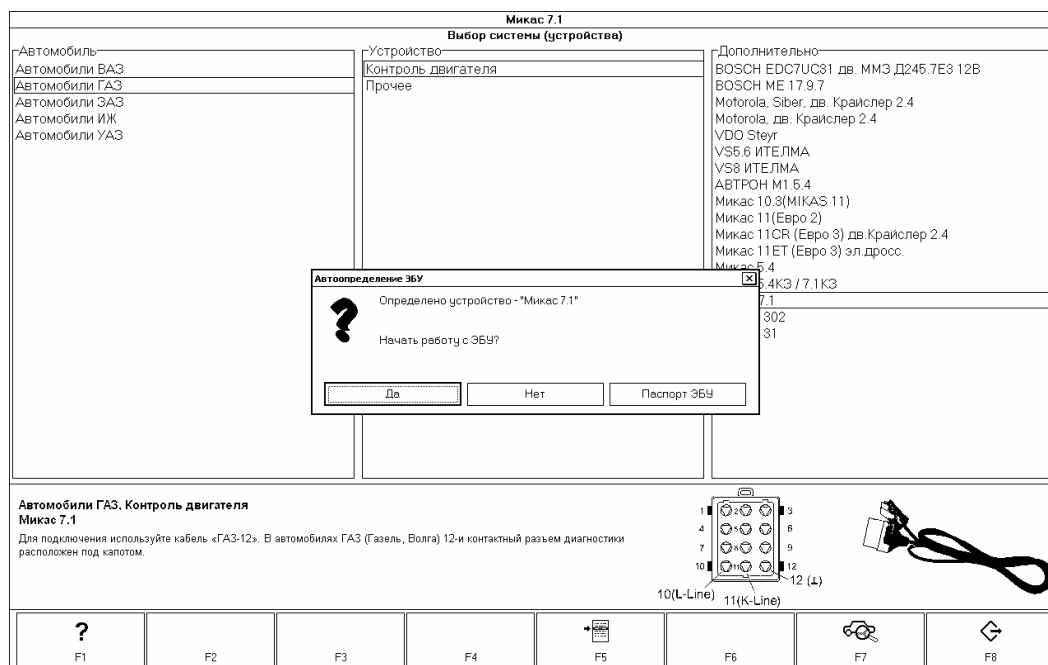 Микас 7.1
Выбор системы (устройства)
Автомобиль
Автомобили ВАЗ
Автомобили ГАЗ
Автомобили ЗАЗ
Автомобили ИЖ
Автомобили УАЗ
Устройство
Контроль двигателя
Прочее
Дополнительно
BOSCH EDC7UC31 дв. ММЗ Д245.7Е3 12В
BOSCH ME 17.9.7
Motorola, Siber, дв. Крайслер 2.4
Motorola, дв. Крайслер 2.4
VDO Steyr
VS5.6 ИТЕЛМА
VS8 ИТЕЛМА
АВТРОН М1.5.4
Микас 10.3(MIKAS 11)
Микас 11(Евро 2)
Микас 11CR (Евро 3) дв.Крайслер 2.4
Микас 11ET (Евро 3) эл.дросс.
Микас 5.4
5.4КЗ / 7.1КЗ
7.1
302
31
Автоопределение ЭБУ
Определено устройство - "Микас 7.1"
Начать работу с ЭБУ?
Да
Нет
Паспорт ЭБУ
Автомобили ГАЗ, Контроль двигателя
Микас 7.1
Для подключения используйте кабель «ГАЗ-12». В автомобилях ГАЗ (Газель, Волга) 12-и контактный разъем диагностики
расположен под капотом.
1 2 3
4 5 6
7 8 9
10 11 12
12 (⊥)
10(L-Line)
11(K-Line)
?
F1
F2
F3
F4
F5
F6
F7
F8